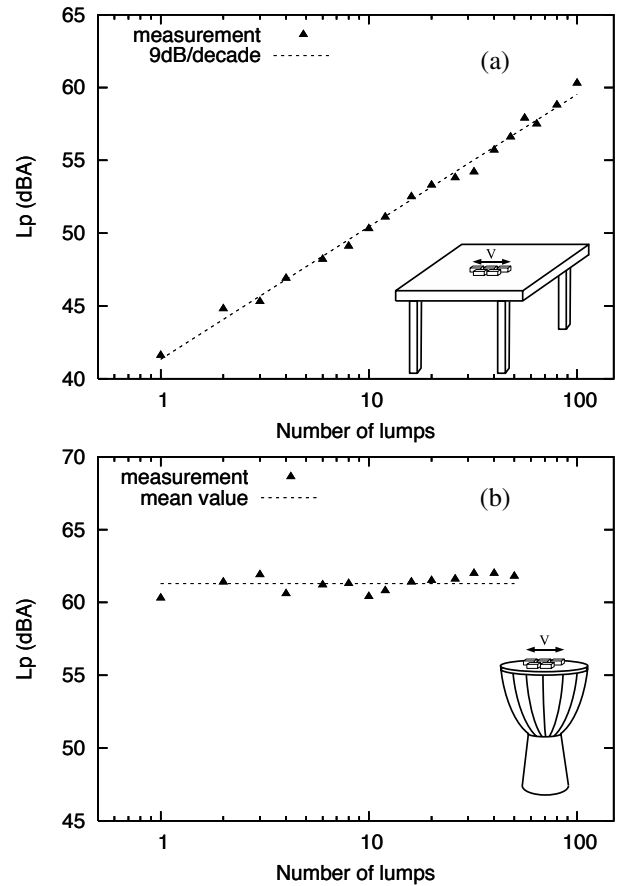 65
60
55
50
45
40
Lp (dBA)
measurement
9dB/decade
(a)
V
1
10
100
Number of lumps
70
65
60
55
50
45
Lp (dBA)
measurement
mean value
(b)
V
1
10
100
Number of lumps